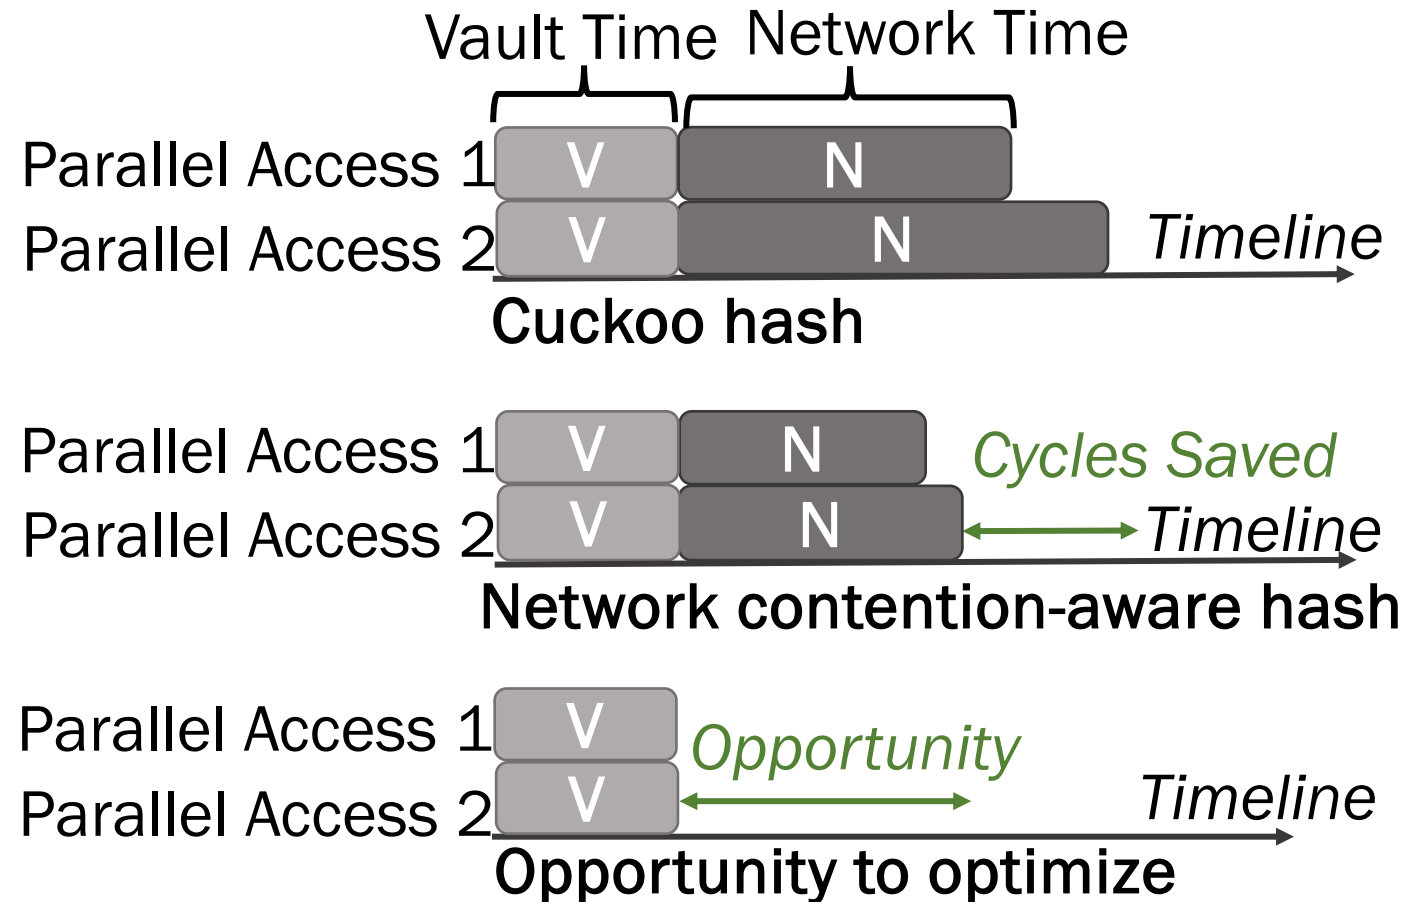 Vault Time Network Time
Parallel Access 1 V N
Parallel Access 2 V N Timeline
Cuckoo hash
Parallel Access 1 V N Cycles Saved
Parallel Access 2 V N Timeline
Network contention-aware hash
Parallel Access 1 V Opportunity
Parallel Access 2 V Timeline
Opportunity to optimize